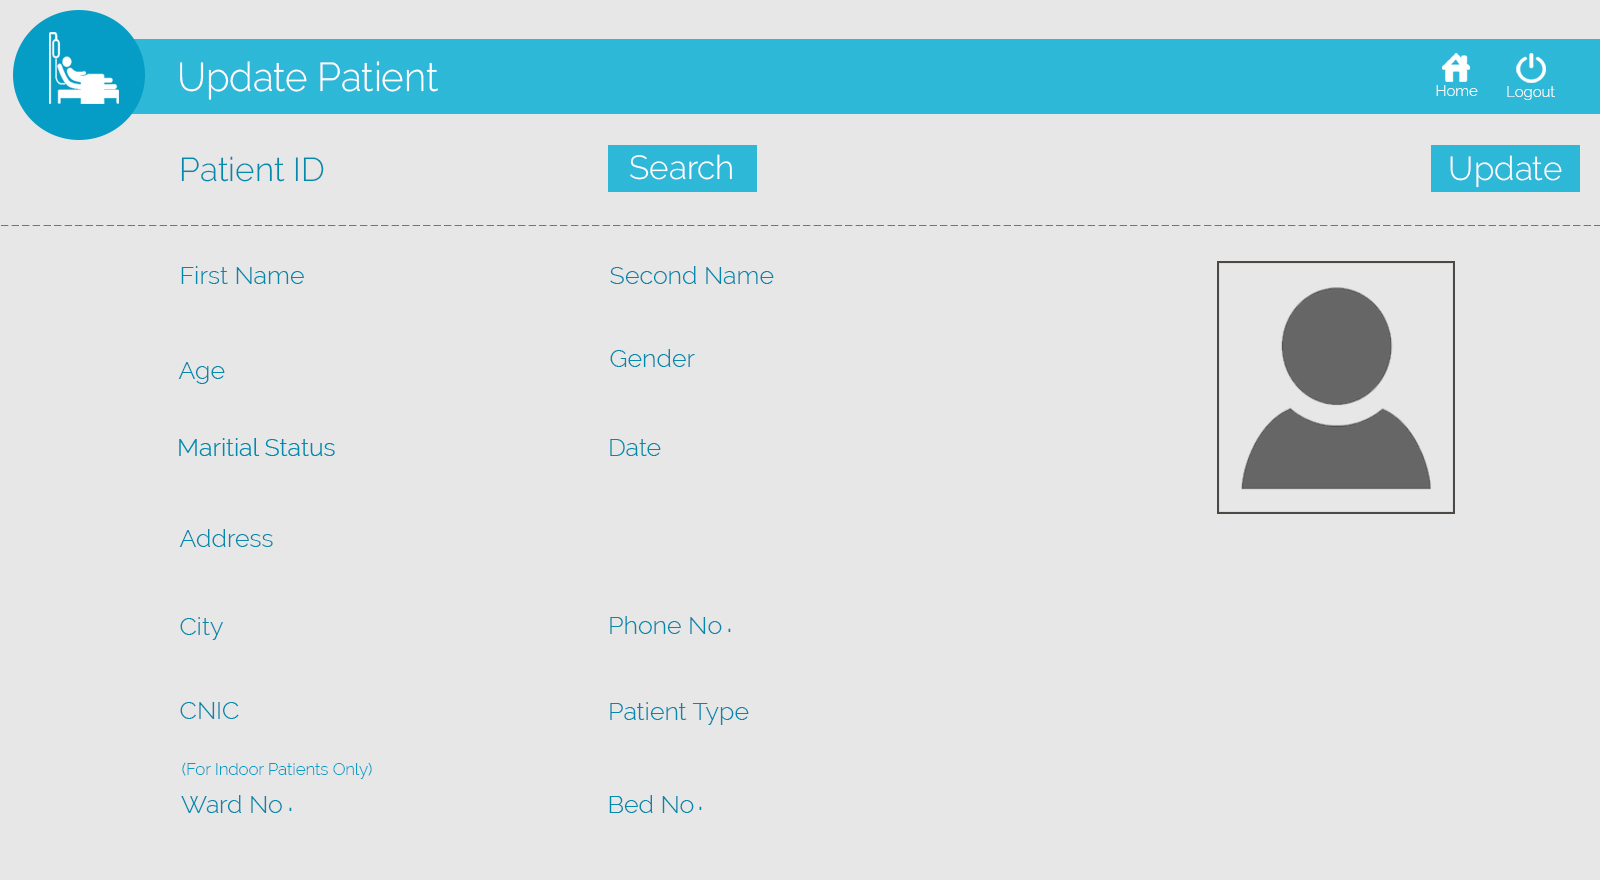 Update Patient
Home
Logout
Patient ID
Search
Update
First Name
Second Name
Age
Gender
Maritial Status
Date
Address
City
Phone No .
CNIC
Patient Type
(For Indoor Patients Only)
Ward No .
Bed No .